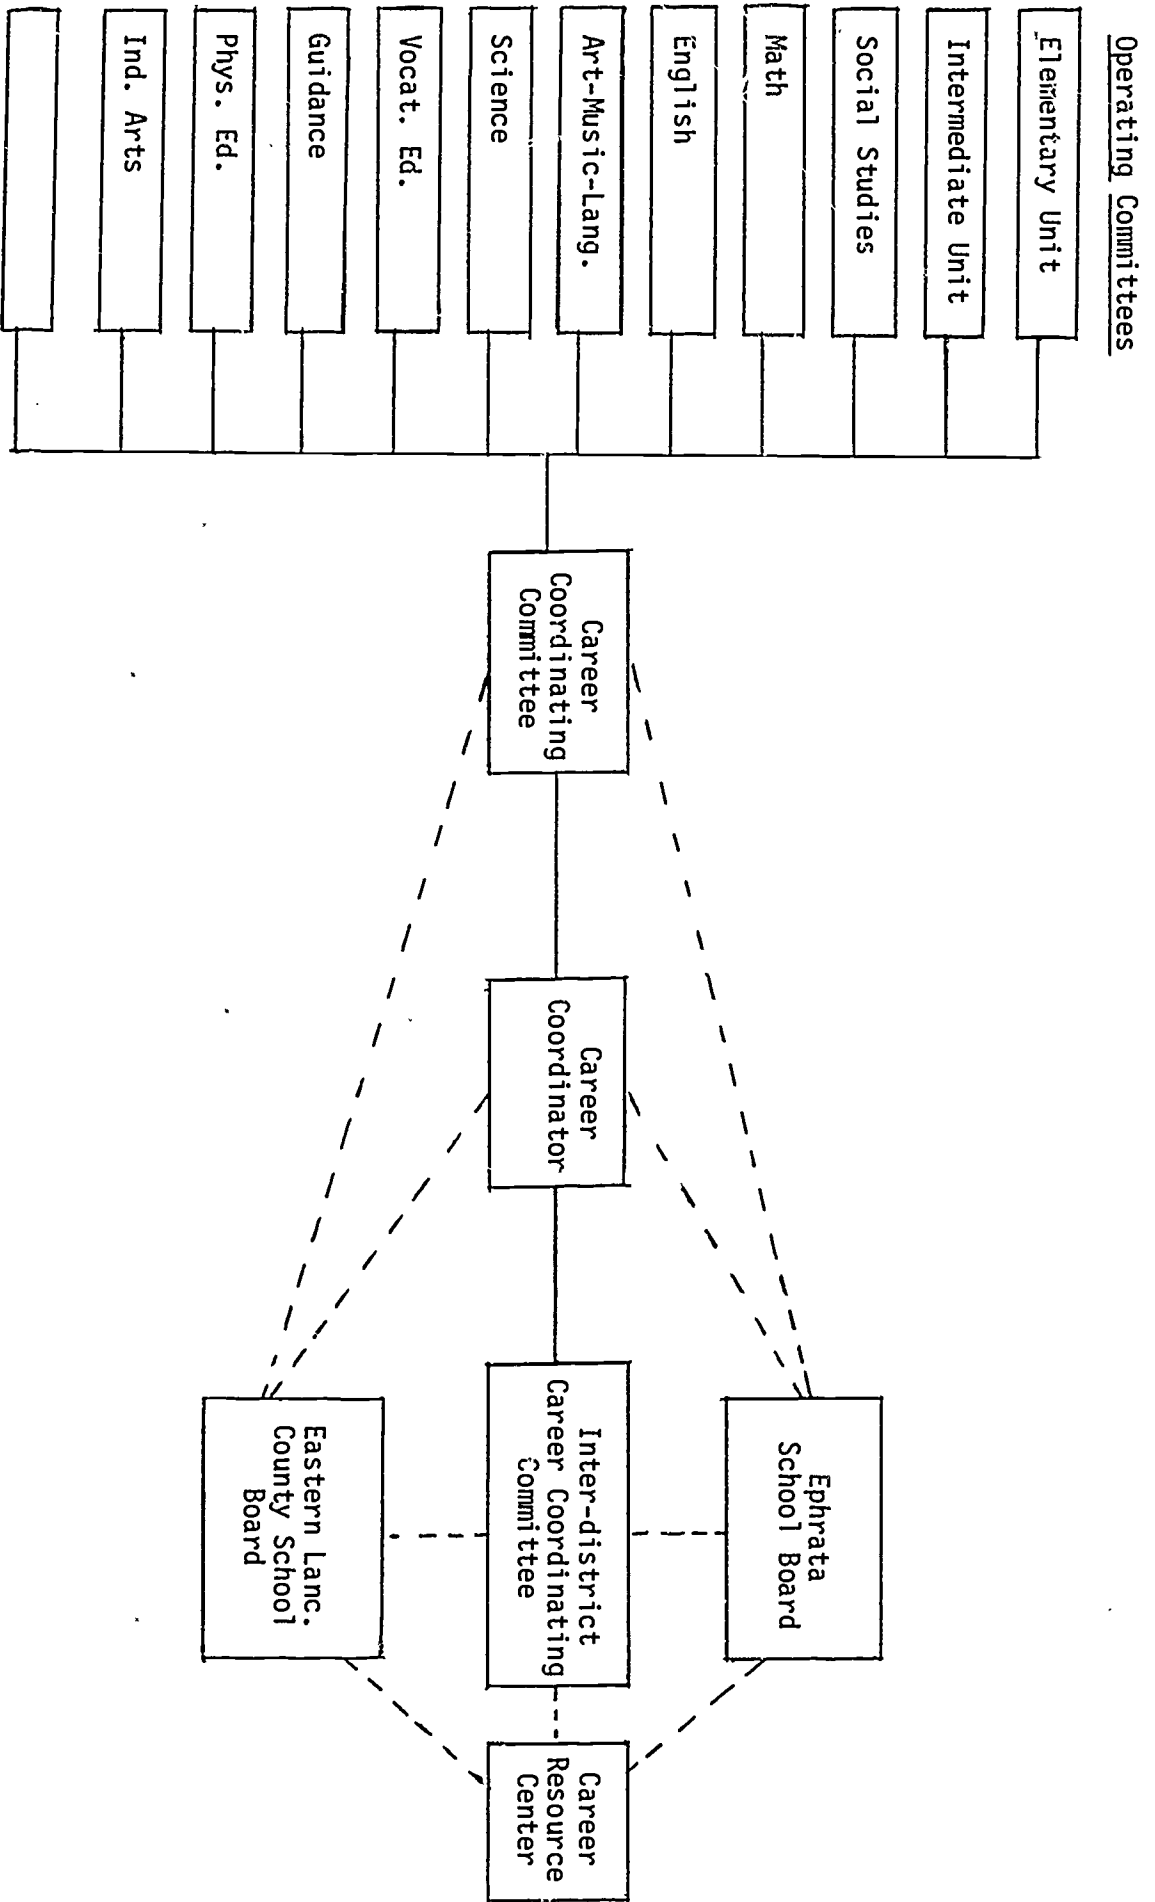 Operating Committees
Elementary Unit
Intermediate Unit
Social Studies
Math
English
Art-Music-Lang.
Science
Vocat. Ed.
Guidance
Phys. Ed.
Ind. Arts
Career
Coordinating
Committee
Career
Coordinator
Ephrata
School Board
Inter-district
Career Coordinating
Committee
Eastern Lanc.
County School
Board
Career
Resource
Center